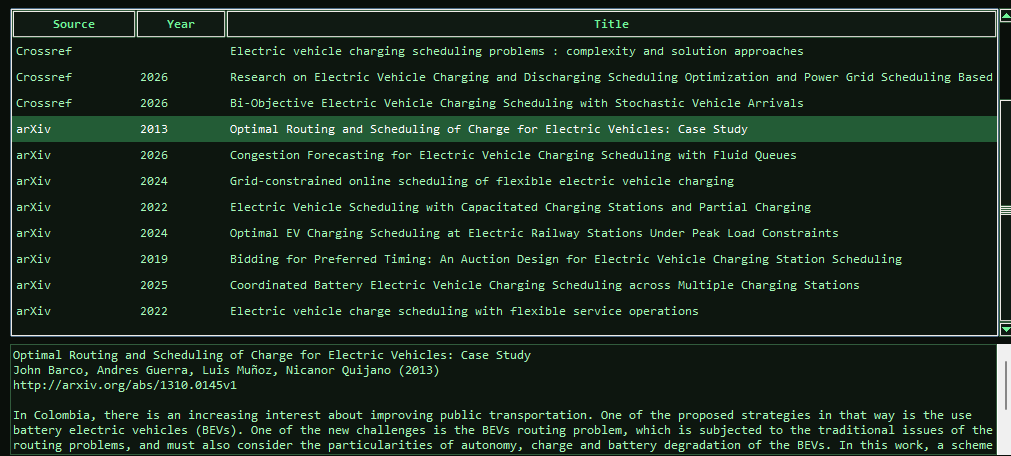 Source Year Title
Crossref Electric vehicle charging scheduling problems : complexity and solution approaches
Crossref 2026 Research on Electric Vehicle Charging and Discharging Scheduling Optimization and Power Grid Scheduling Based
Crossref 2026 Bi-Objective Electric Vehicle Charging Scheduling with Stochastic Vehicle Arrivals
arXiv 2013 Optimal Routing and Scheduling of Charge for Electric Vehicles: Case Study
arXiv 2026 Congestion Forecasting for Electric Vehicle Charging Scheduling with Fluid Queues
arXiv 2024 Grid-constrained online scheduling of flexible electric vehicle charging
arXiv 2022 Electric Vehicle Scheduling with Capacitated Charging Stations and Partial Charging
arXiv 2024 Optimal EV Charging Scheduling at Electric Railway Stations Under Peak Load Constraints
arXiv 2019 Bidding for Preferred Timing: An Auction Design for Electric Vehicle Charging Station Scheduling
arXiv 2025 Coordinated Battery Electric Vehicle Charging Scheduling across Multiple Charging Stations
arXiv 2022 Electric vehicle charge scheduling with flexible service operations
Optimal Routing and Scheduling of Charge for Electric Vehicles: Case Study
John Barco, Andres Guerra, Luis Muñoz, Nicanor Quijano (2013)
http://arxiv.org/abs/1310.0145v1
In Colombia, there is an increasing interest about improving public transportation. One of the proposed strategies in that way is the use
battery electric vehicles (BEVs). One of the new challenges is the BEVs routing problem, which is subjected to the traditional issues of the
routing problems, and must also consider the particularities of autonomy, charge and battery degradation of the BEVs. In this work, a scheme